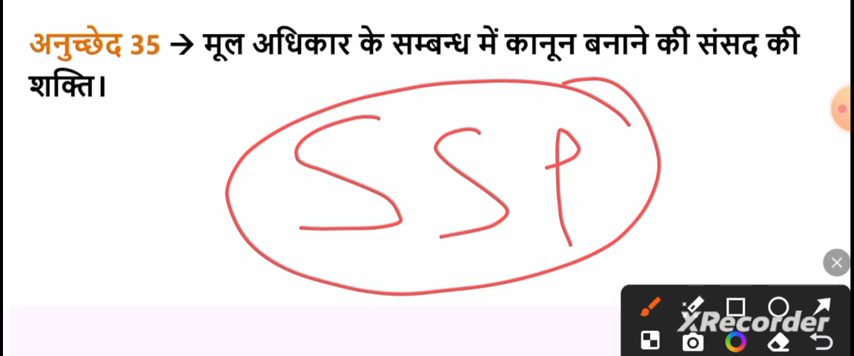 अनुच्छेद 35 → मूल अधिकार के सम्बन्ध में कानून बनाने की संसद की
शक्ति।
SSP
XRecorder